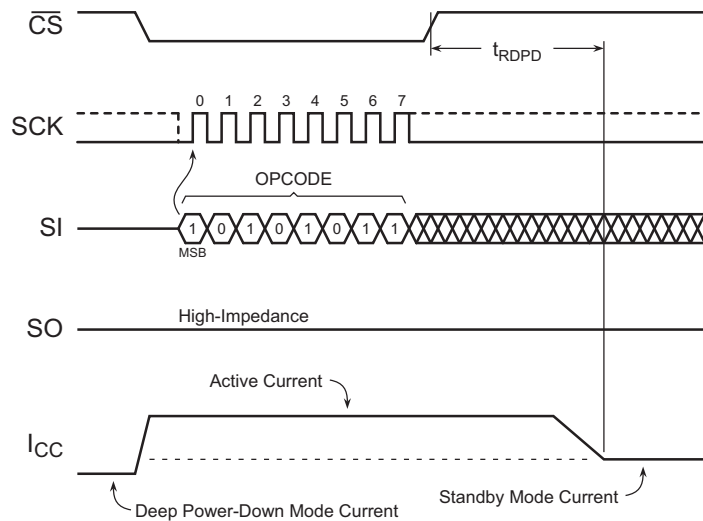 CS
tRDPD
0 1 2 3 4 5 6 7
SCK
OPCODE
SI
1 0 1 0 1 0 1 1
MSB
High-Impedance
SO
Active Current
ICC
Deep Power-Down Mode Current
Standby Mode Current